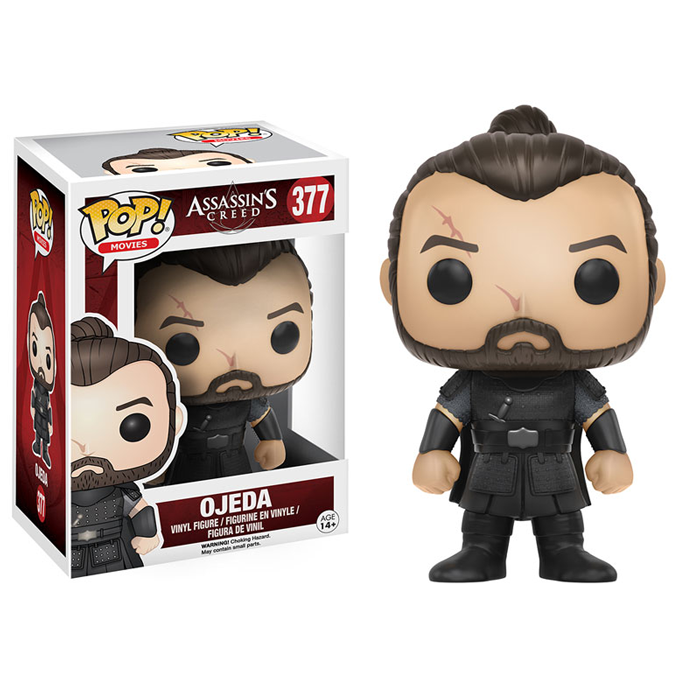 POP!
MOVIES
ASSASSIN'S
CREED
377
POP!
MOVIES
OJEDA
377
OJEDA
VINYL FIGURE / FIGURINE EN VINYLE /
FIGURA DE VINIL
AGE
14+
WARNING! Choking Hazard.
May contain small parts.